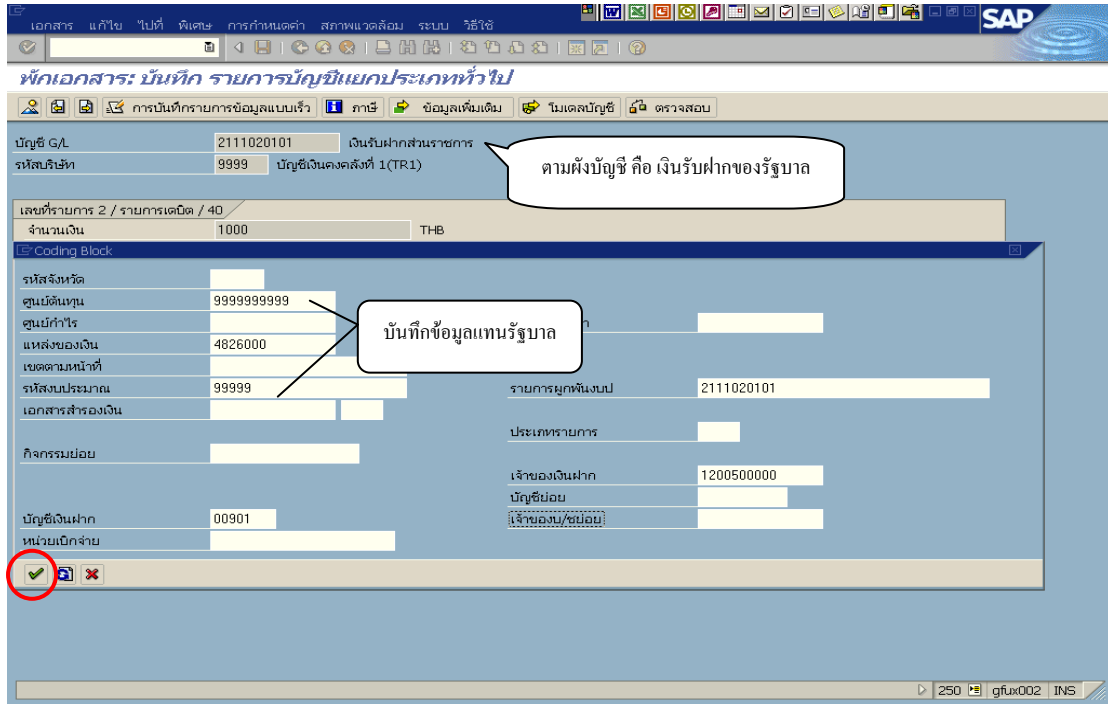 เอกสาร แก้ไข ไปที่ พิเศษ การกำหนดค่า สภาพแวดล้อม ระบบ วิธีใช้
SAP
พักเอกสาร: บันทึก รายการบัญชีแยกประเภททั่วไป
การบันทึกรายการข้อมูลแบบเร็ว ภาษี ข้อมูลเพิ่มเติม โมเดลบัญชี ตรวจสอบ
บัญชี G/L 2111020101 เงินรับฝากส่วนราชการ
รหัสบริษัท 9999 บัญชีเงินคงคลังที่ 1(TR1)
ตามผังบัญชี คือ เงินรับฝากของรัฐบาล
เลขที่รายการ 2 / รายการเดบิต / 40
จำนวนเงิน 1000 THB
Coding Block
รหัสจังหวัด
ศูนย์ต้นทุน 9999999999
ศูนย์กำไร
บันทึกข้อมูลแทนรัฐบาล
แหล่งของเงิน 4826000
เขตตามหน้าที่
รหัสงบประมาณ 99999 รายการผูกพันงบป 2111020101
เอกสารสำรองเงิน
ประเภทรายการ
กิจกรรมย่อย
เจ้าของเงินฝาก 1200500000
บัญชีย่อย
บัญชีเงินฝาก 00901 เจ้าของบ/ชย่อย
หน่วยเบิกจ่าย
250 gfux002 INS